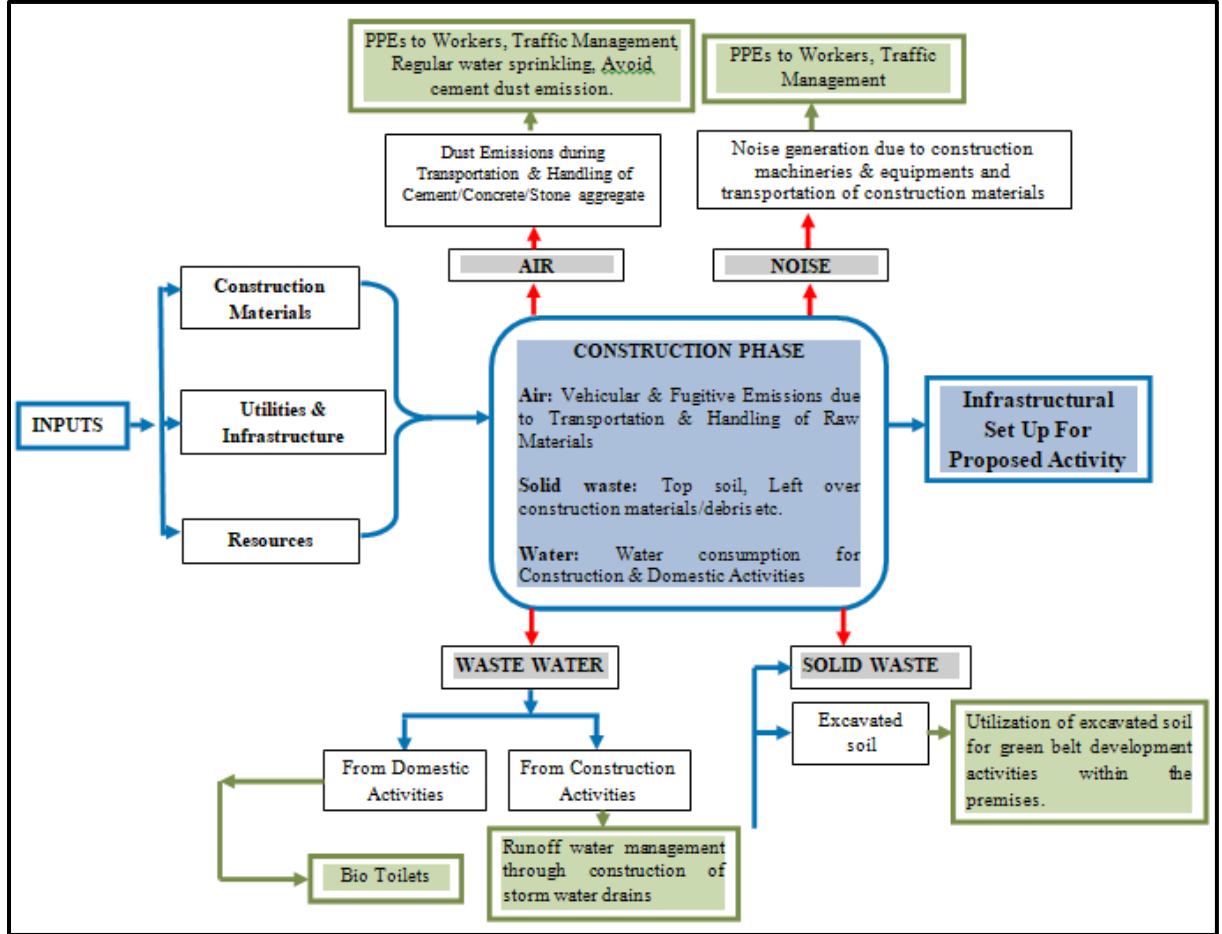 PPEs to Workers, Traffic Management,
Regular water sprinkling, Avoid
cement dust emission.
PPEs to Workers, Traffic
Management
Dust Emissions during
Transportation & Handling of
Cement/Concrete/Stone aggregate
Noise generation due to construction
machineries & equipments and
transportation of construction materials
AIR
NOISE
INPUTS
Construction
Materials
Utilities &
Infrastructure
Resources
CONSTRUCTION PHASE
Air: Vehicular & Fugitive Emissions due
to Transportation & Handling of Raw
Materials
Solid waste: Top soil, Left over
construction materials/debris etc.
Water: Water consumption for
Construction & Domestic Activities
Infrastructural
Set Up For
Proposed Activity
WASTE WATER
SOLID WASTE
From Domestic
Activities
From Construction
Activities
Excavated
soil
Utilization of excavated soil
for green belt development
activities within the
premises.
Bio Toilets
Runoff water management
through construction of
storm water drains